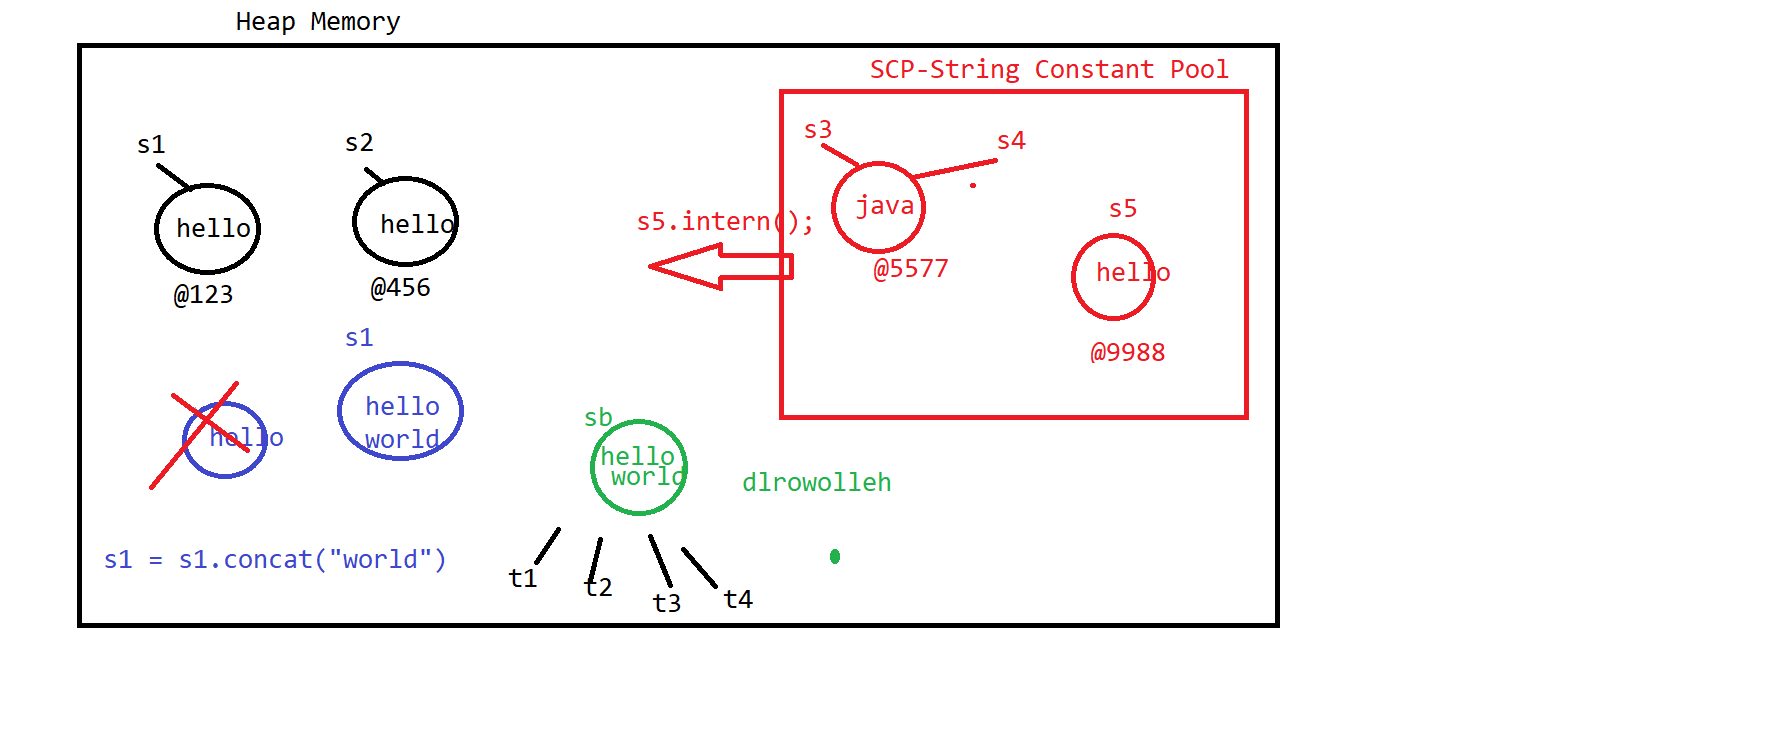 Heap Memory
SCP-String Constant Pool
s1
s2
s3
s4
hello
hello
s5.intern();
java
s5
@123
@456
@5577
hello
@9988
s1
hello
world
hello
sb
hello
world
dlrowolleh
s1 = s1.concat("world")
t1
t2
t3
t4